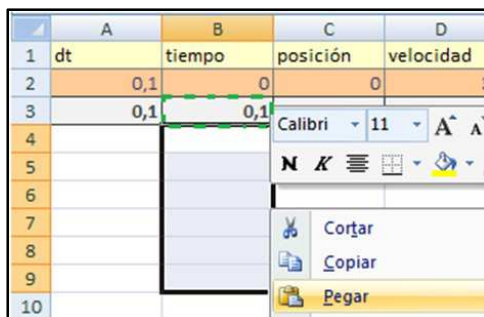 A B C D
1 dt tiempo posición velocidad
2 0,1 0 0
3 0,1 0,1
Calibri 11 A A
4
5 N K
6
7 Cortar
8 Copiar
9 Pegar
10